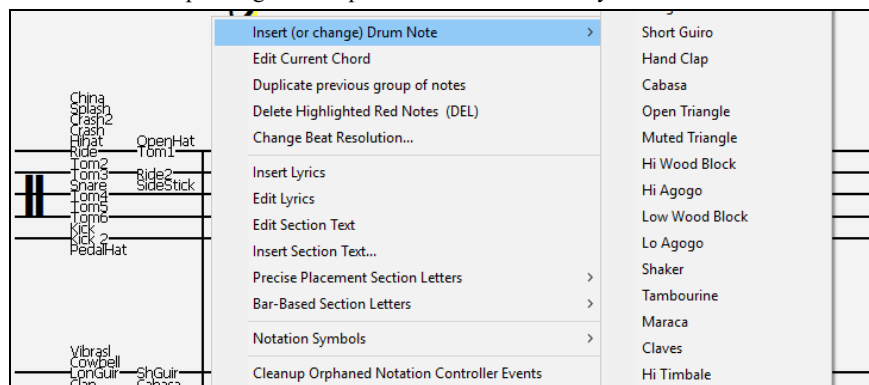 Insert (or change) Drum Note
Edit Current Chord
Duplicate previous group of notes
Delete Highlighted Red Notes (DEL)
Change Beat Resolution...
Insert Lyrics
Edit Lyrics
Edit Section Text
Insert Section Text...
Precise Placement Section Letters
Bar-Based Section Letters
Notation Symbols
Cleanup Orphaned Notation Controller Events
Short Guiro
Hand Clap
Cabasa
Open Triangle
Muted Triangle
Hi Wood Block
Hi Agogo
Low Wood Block
Lo Agogo
Shaker
Tambourine
Maraca
Claves
Hi Timbale
China
Splash
Crash2
Crash
Hihat OpenHat
Ride Tom1
Tom2
Tom3 Ride2
Snare SideStick
Tom4
Tom5
Tom6
Kick
Kick 2
PedalHat
Vibrasl
Cowbell
LonGuir ShGuir
Clap Cabasa